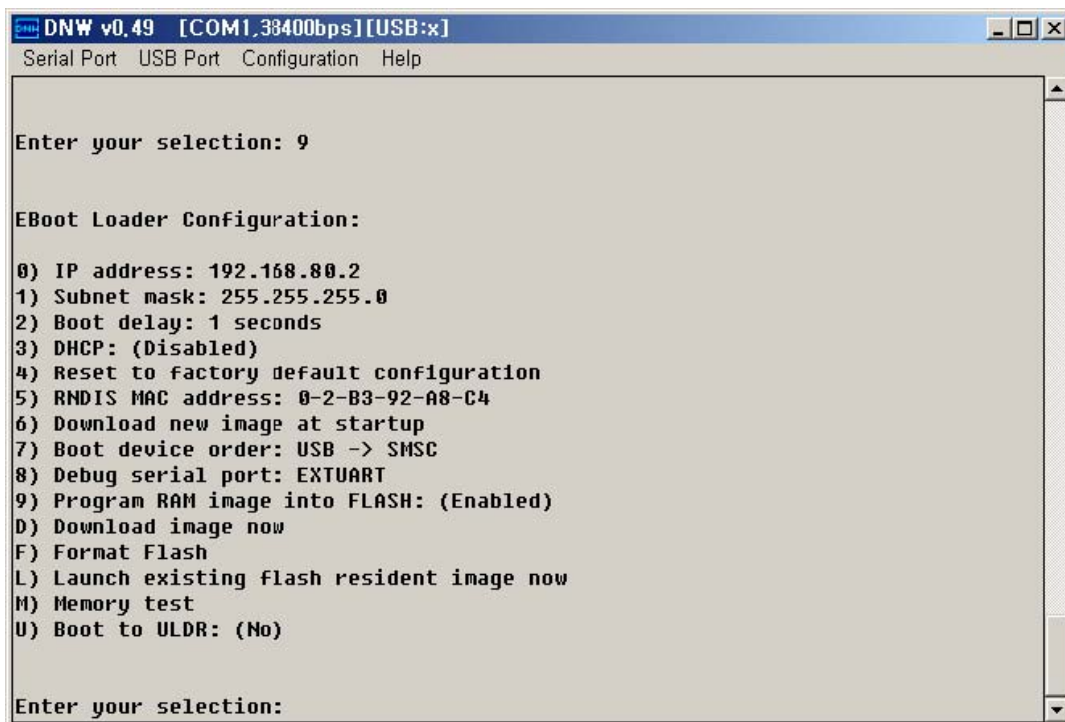 DNW v0.49 [COM1,38400bps][USB:x]
Serial Port USB Port Configuration Help
Enter your selection: 9
EBoot Loader Configuration:
0) IP address: 192.168.80.2
1) Subnet mask: 255.255.255.0
2) Boot delay: 1 seconds
3) DHCP: (Disabled)
4) Reset to factory default configuration
5) RNDIS MAC address: 0-2-B3-92-A8-C4
6) Download new image at startup
7) Boot device order: USB -> SMSC
8) Debug serial port: EXTUART
9) Program RAM image into FLASH: (Enabled)
D) Download image now
F) Format Flash
L) Launch existing flash resident image now
M) Memory test
U) Boot to ULDR: (No)
Enter your selection: